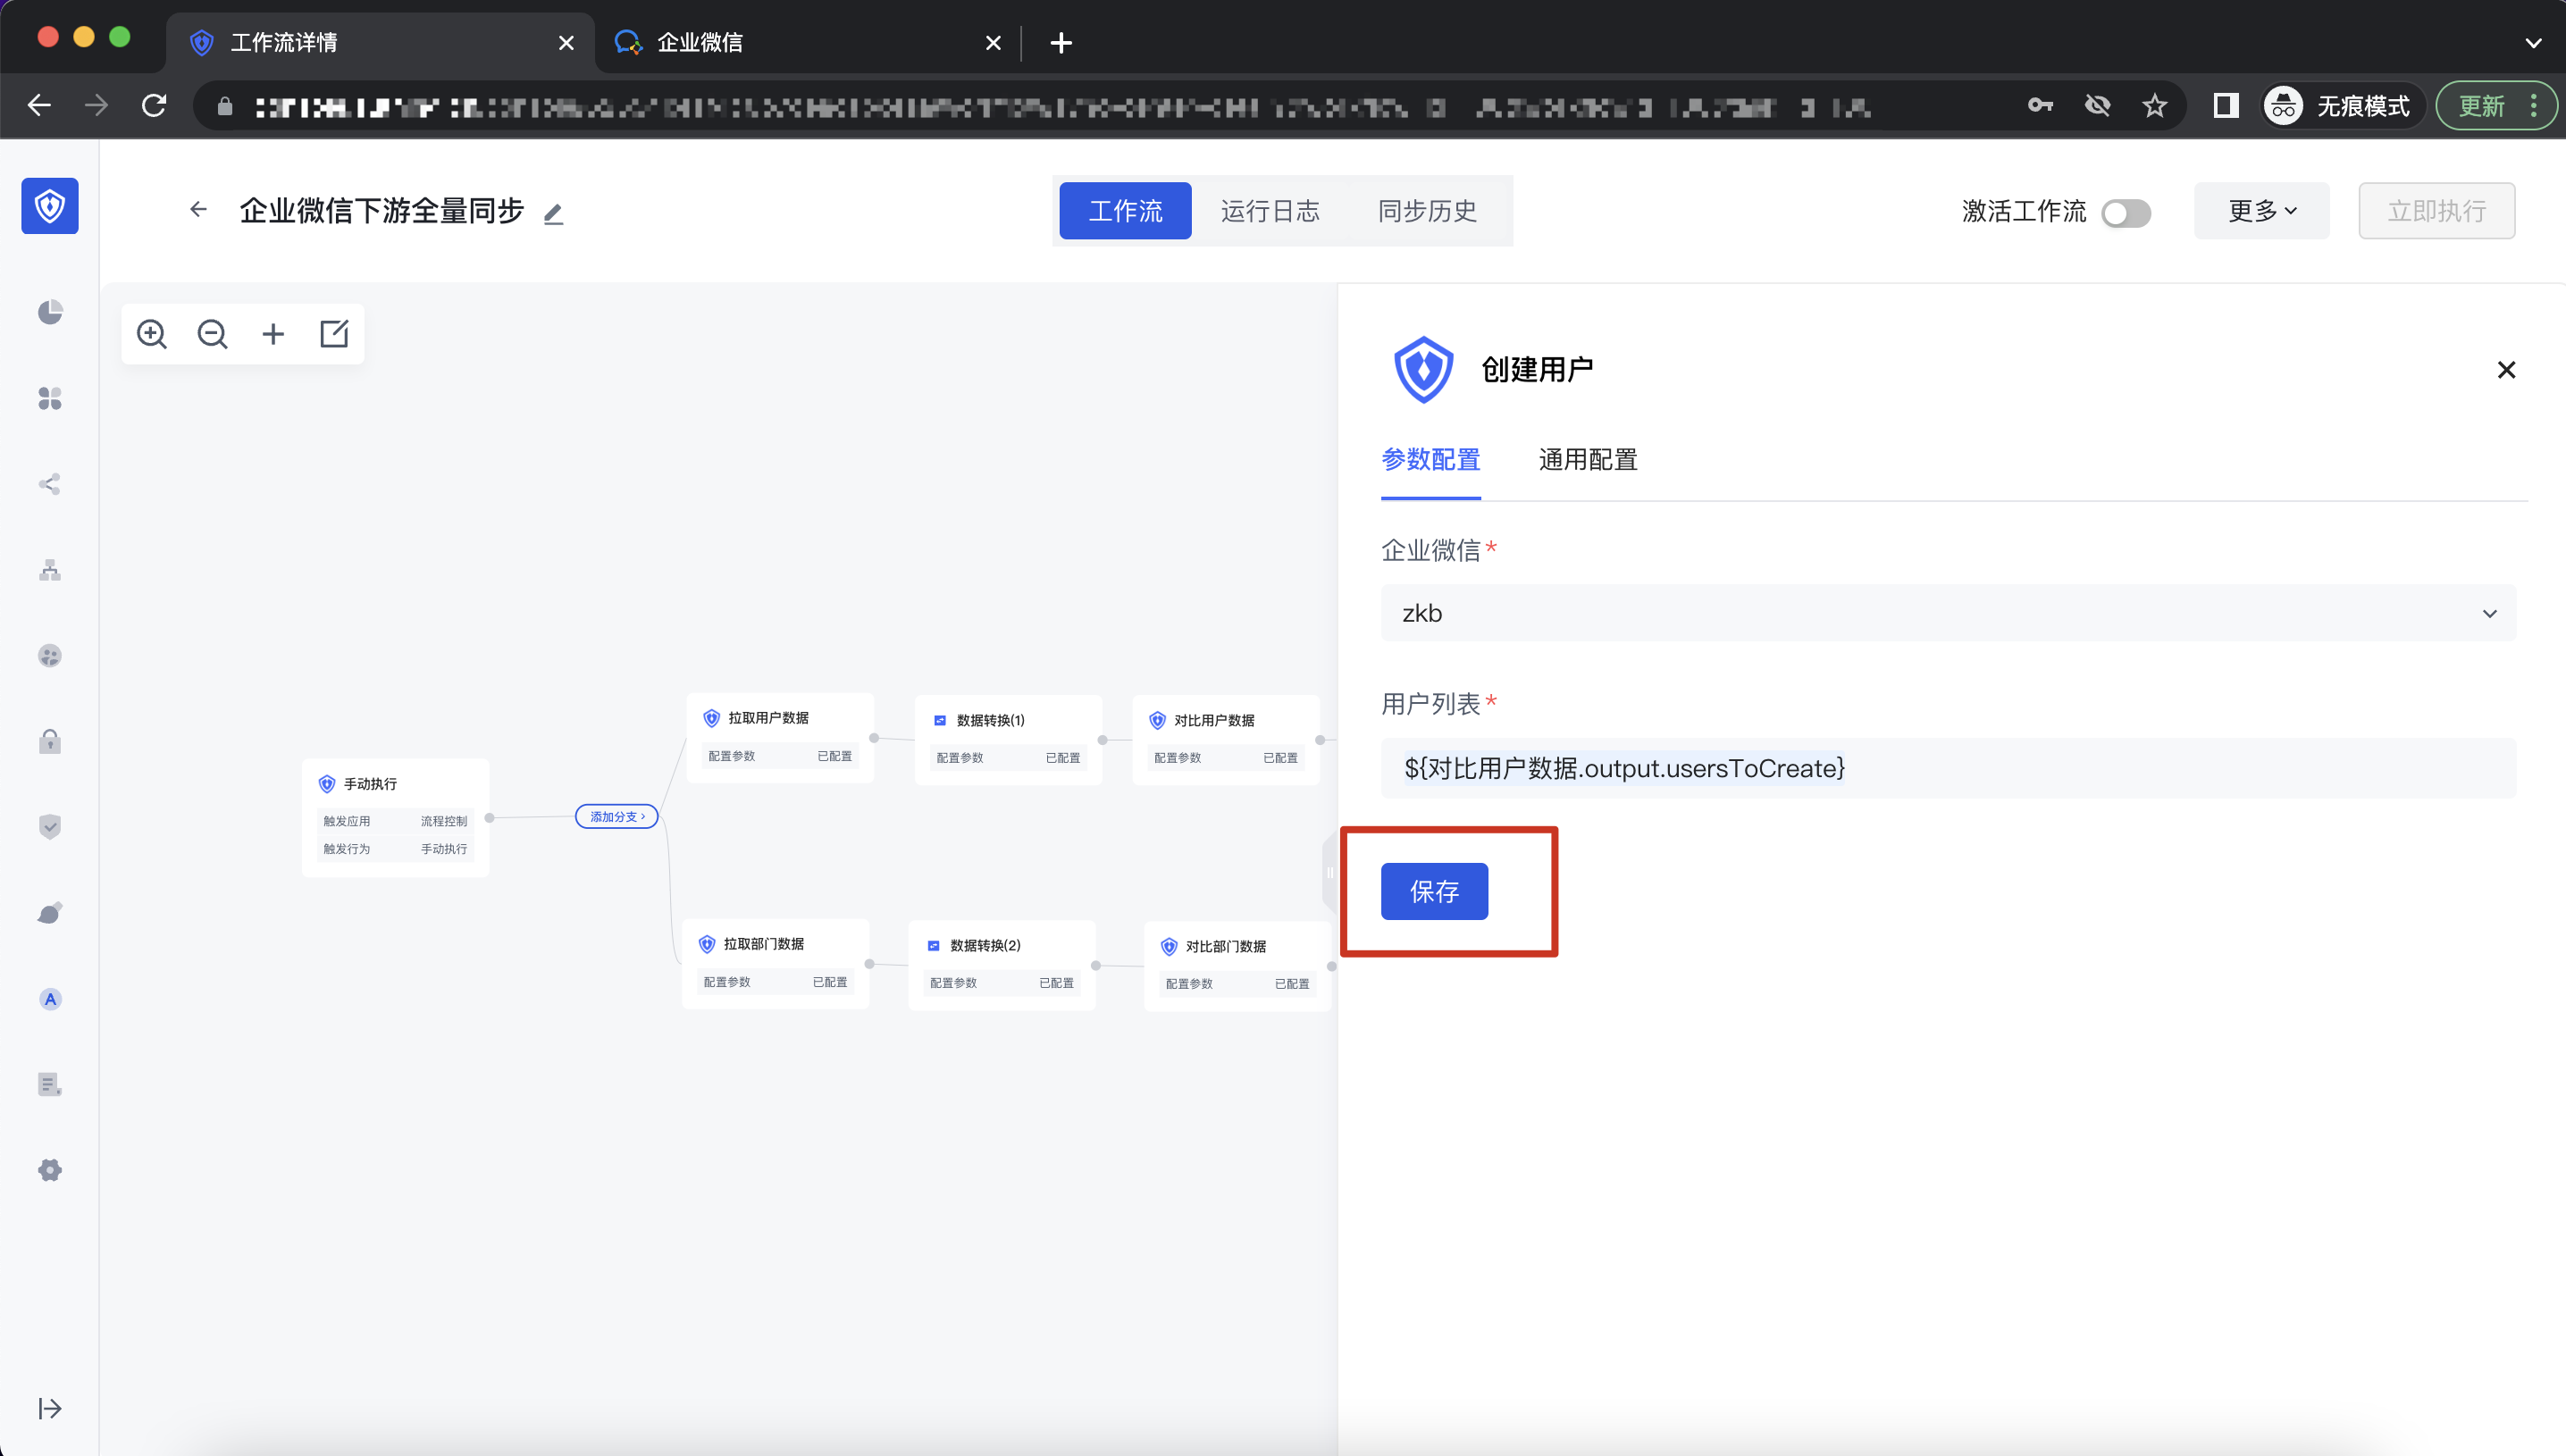 工作流详情
企业微信
无痕模式
更新
企业微信下游全量同步
工作流
运行日志
同步历史
激活工作流
更多
立即执行
创建用户
参数配置
通用配置
企业微信*
zkb
用户列表*
${对比用户数据.output.usersToCreate}
保存
手动执行
触发应用 流程控制
触发行为 手动执行
添加分支 ›
拉取用户数据
配置参数 已配置
数据转换(1)
配置参数 已配置
对比用户数据
配置参数 已配置
拉取部门数据
配置参数 已配置
数据转换(2)
配置参数 已配置
对比部门数据
配置参数 已配置
A